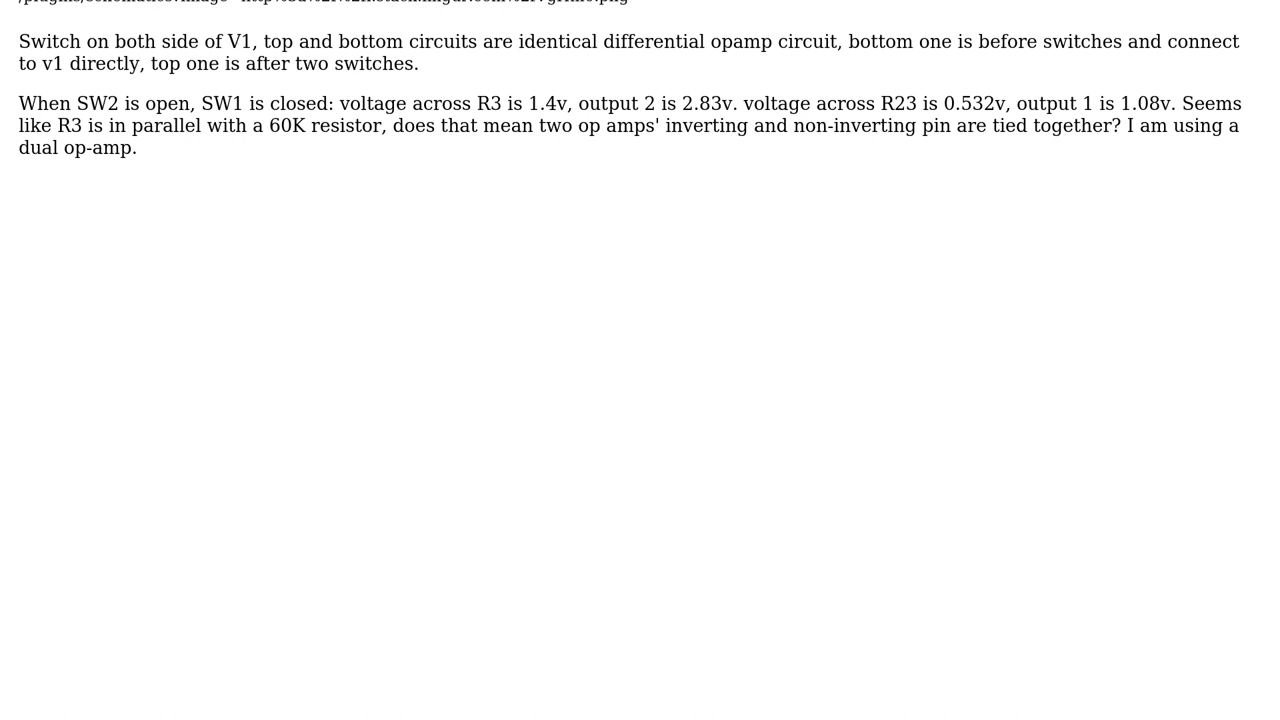 Switch on both side of V1, top and bottom circuits are identical differential opamp circuit, bottom one is before switches and connect
to v1 directly, top one is after two switches.
When SW2 is open, SW1 is closed: voltage across R3 is 1.4v, output 2 is 2.83v. voltage across R23 is 0.532v, output 1 is 1.08v. Seems
like R3 is in parallel with a 60K resistor, does that mean two op amps' inverting and non-inverting pin are tied together? I am using a
dual op-amp.